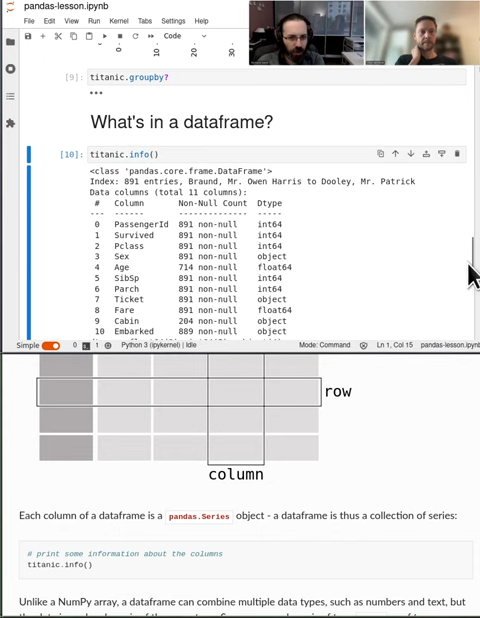 pandas-lesson.ipynb
File Edit View Run Kernel Tabs Settings Help
Code
0 10 20 30
[9]: titanic.groupby?
•••
What's in a dataframe?
[10]: titanic.info()
<class 'pandas.core.frame.DataFrame'>
Index: 891 entries, Braund, Mr. Owen Harris to Dooley, Mr. Patrick
Data columns (total 11 columns):
# Column Non-Null Count Dtype
--- ------ -------------- -----
0 PassengerId 891 non-null int64
1 Survived 891 non-null int64
2 Pclass 891 non-null int64
3 Sex 891 non-null object
4 Age 714 non-null float64
5 SibSp 891 non-null int64
6 Parch 891 non-null int64
7 Ticket 891 non-null object
8 Fare 891 non-null float64
9 Cabin 204 non-null object
10 Embarked 889 non-null object
Simple 0 1 Python 3 (ipykernel) | Idle Mode: Command Ln 1, Col 15 pandas-lesson.ipynb
row
column
Each column of a dataframe is a pandas.Series object - a dataframe is thus a collection of series:
# print some information about the columns
titanic.info()
Unlike a NumPy array, a dataframe can combine multiple data types, such as numbers and text, but